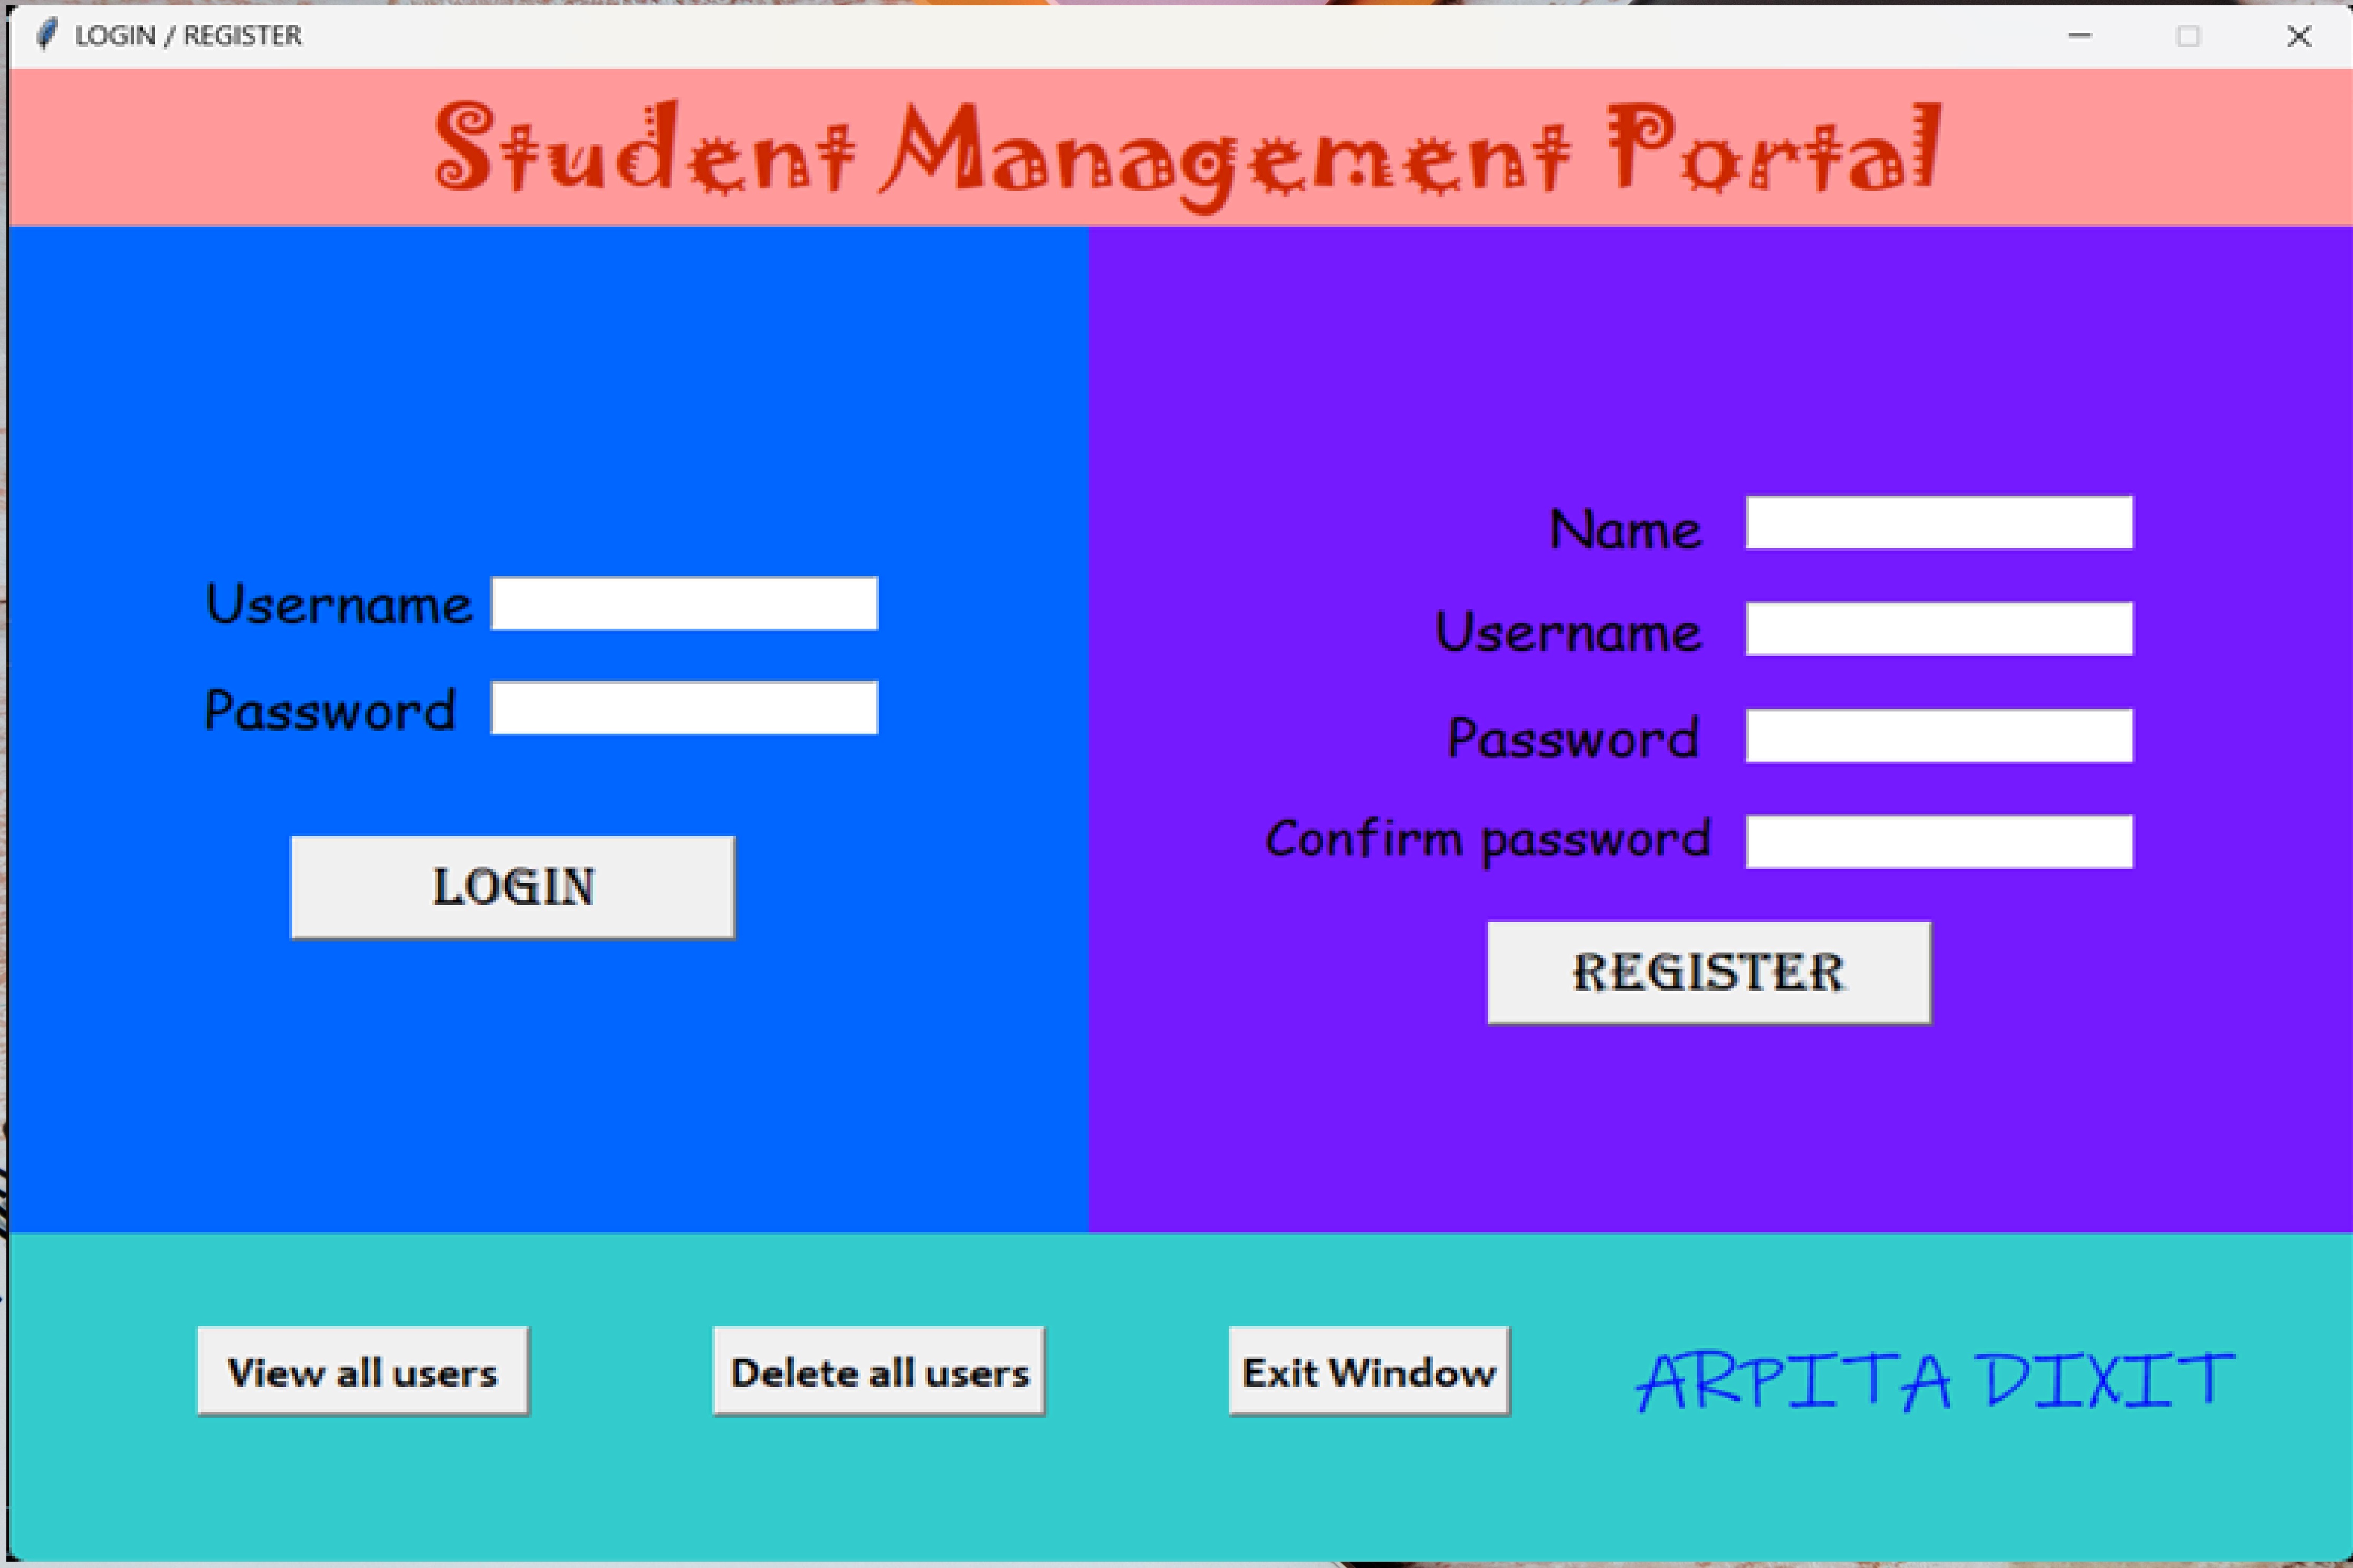 LOGIN / REGISTER
Student Management Portal
Username
Password
LOGIN
Name
Username
Password
Confirm password
REGISTER
View all users
Delete all users
Exit Window
ARPITA DIXIT